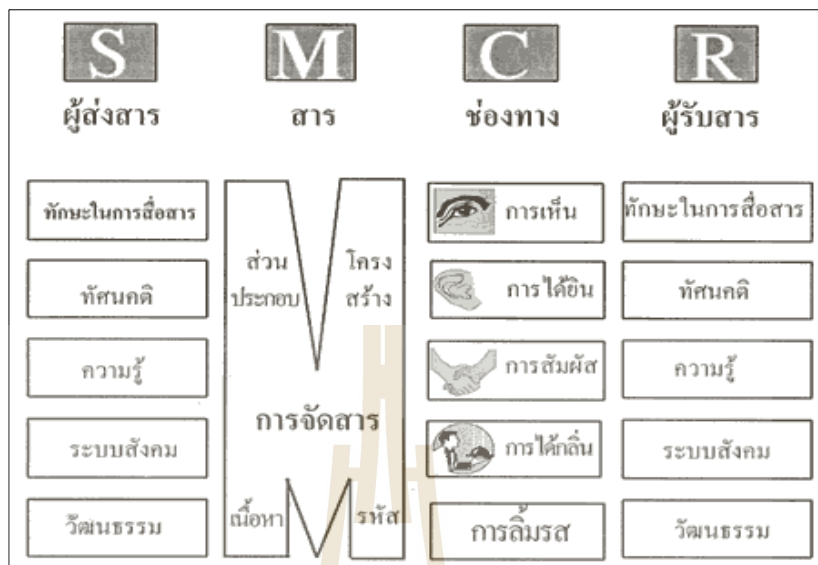 S
ผู้ส่งสาร
ทักษะในการสื่อสาร
ทัศนคติ
ความรู้
ระบบสังคม
วัฒนธรรม
M
สาร
ส่วน
ประกอบ
โครง
สร้าง
การจัดสาร
เนื้อหา
รหัส
C
ช่องทาง
การเห็น
การได้ยิน
การสัมผัส
การได้กลิ่น
การลิ้มรส
R
ผู้รับสาร
ทักษะในการสื่อสาร
ทัศนคติ
ความรู้
ระบบสังคม
วัฒนธรรม